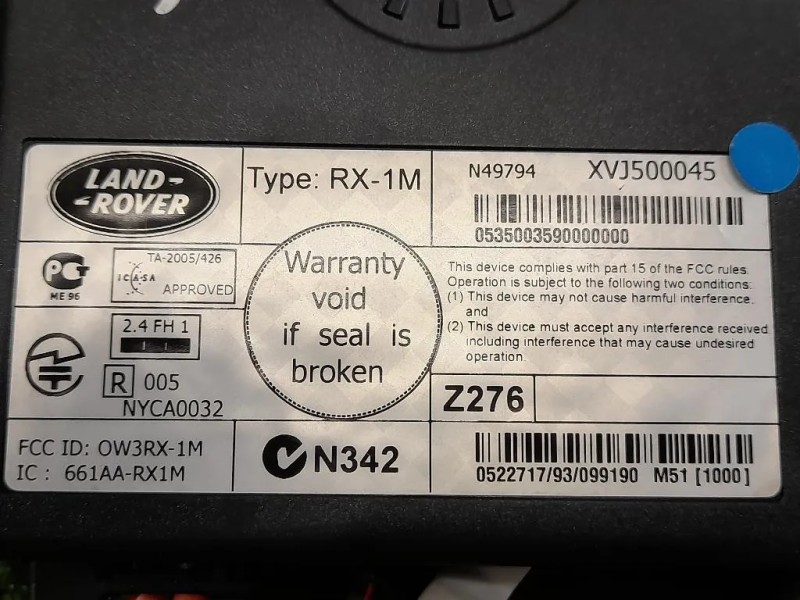 LAND-
-ROVER
Type: RX-1M
N49794 XVJ500045
0535003590000000
PCT
ME 96
TA-2005/426
ICASA
APPROVED
Warranty
void
if seal is
broken
This device complies with part 15 of the FCC rules.
Operation is subject to the following two conditions:
(1) This device may not cause harmful interference.
and
(2) This device must accept any interference received
including interference that may cause undesired
operation.
2.4 FH 1
R 005
NYCA0032
Z276
FCC ID: OW3RX-1M
IC : 661AA-RX1M
N342
0522717/93/099190 M51 [1000]